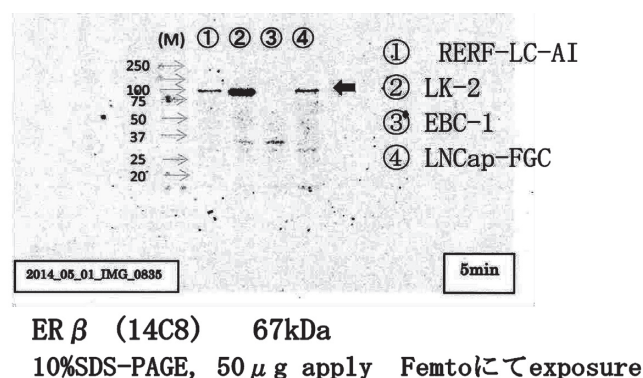 (M) ① ② ③ ④
250
100
75
50
37
25
20
① RERF-LC-AI
② LK-2
③ EBC-1
④ LNCap-FGC
2014_05_01_IMG_0835
5min
ERβ (14C8) 67kDa
10%SDS-PAGE, 50μg apply Femtoにてexposure